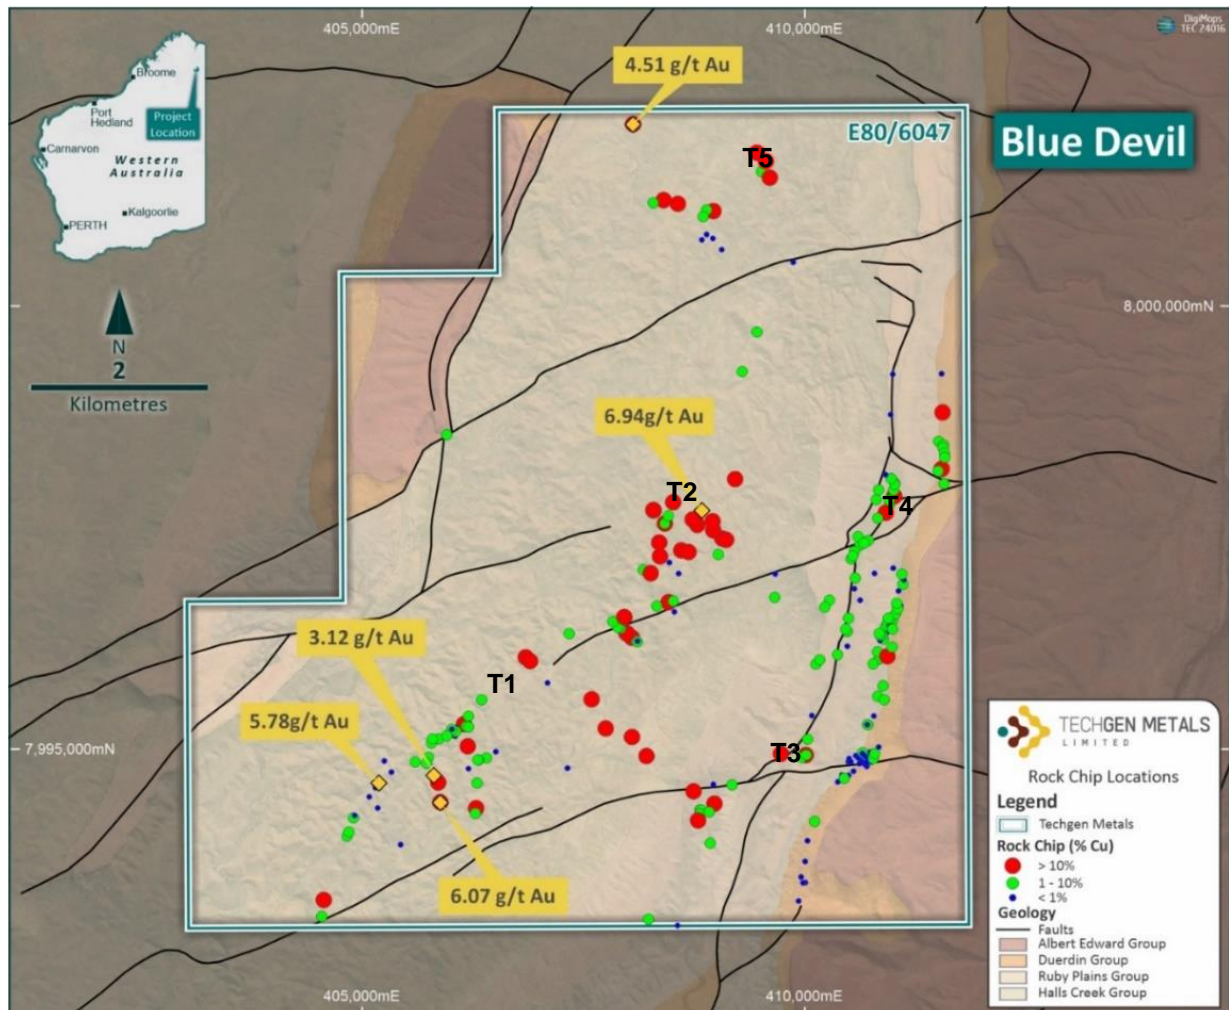 405,000mE
410,000mE
DigiMaps
TEC 24016
4.51 g/t Au
E80/6047
Blue Devil
T5
Broome
Port
Hedland
Project
Location
Carnarvon
Western
Australia
Kalgoorlie
PERTH
8,000,000mN
N
2
Kilometres
6.94g/t Au
T2
T4
3.12 g/t Au
T1
5.78g/t Au
7,995,000mN
T3
6.07 g/t Au
TECHGEN METALS
LIMITED
Rock Chip Locations
Legend
Techgen Metals
Rock Chip (% Cu)
> 10%
1 - 10%
< 1%
Geology
Faults
Albert Edward Group
Duerdin Group
Ruby Plains Group
Halls Creek Group
405,000mE
410,000mE